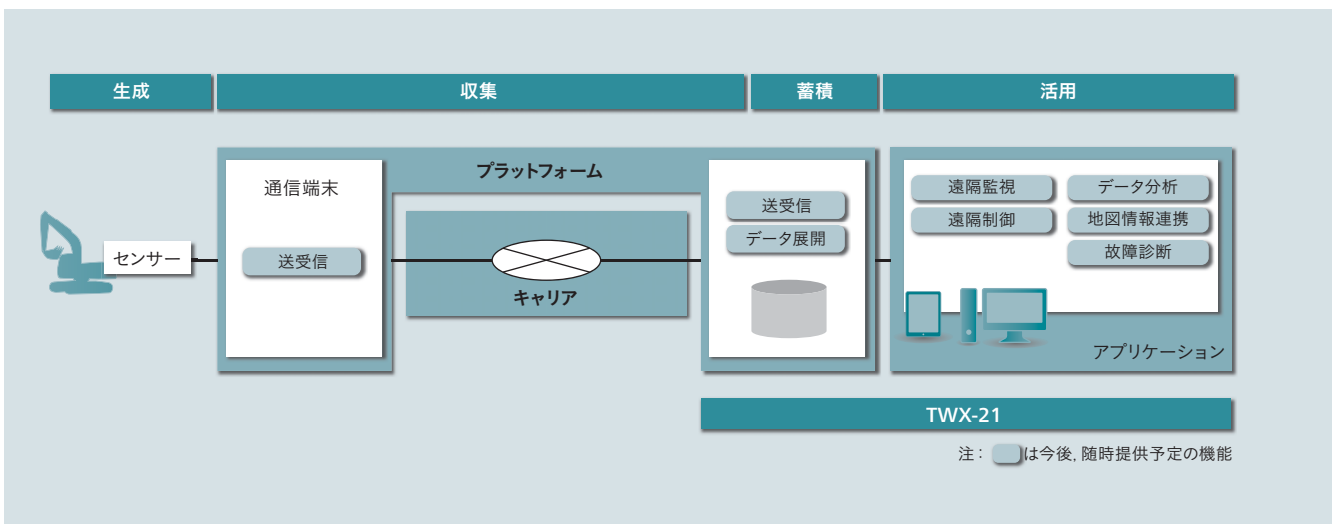 生成
収集
蓄積
活用
プラットフォーム
通信端末
送受信
センサー
キャリア
送受信
データ展開
遠隔監視
データ分析
遠隔制御
地図情報連携
故障診断
アプリケーション
TWX-21
注： は今後, 随時提供予定の機能